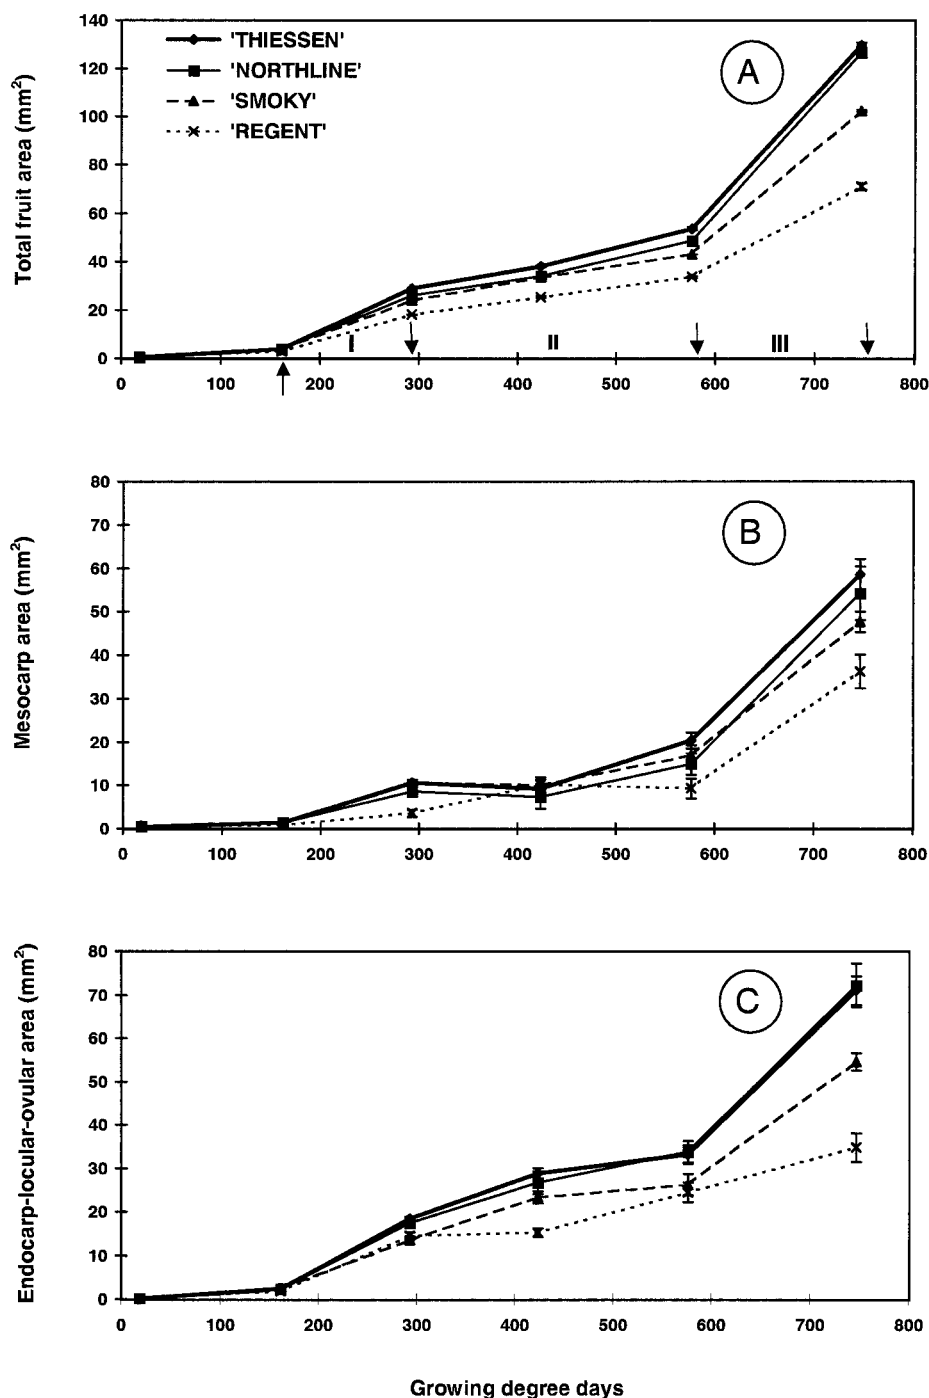 Total fruit area (mm²)
140
120
100
80
60
40
20
0
'THIESSEN'
'NORTHLINE'
'SMOKY'
'REGENT'
A
I
II
III
0 100 200 300 400 500 600 700 800
Mesocarp area (mm²)
80
70
60
50
40
30
20
10
0
B
0 100 200 300 400 500 600 700 800
Endocarp-locular-ovular area (mm²)
80
70
60
50
40
30
20
10
0
C
0 100 200 300 400 500 600 700 800
Growing degree days